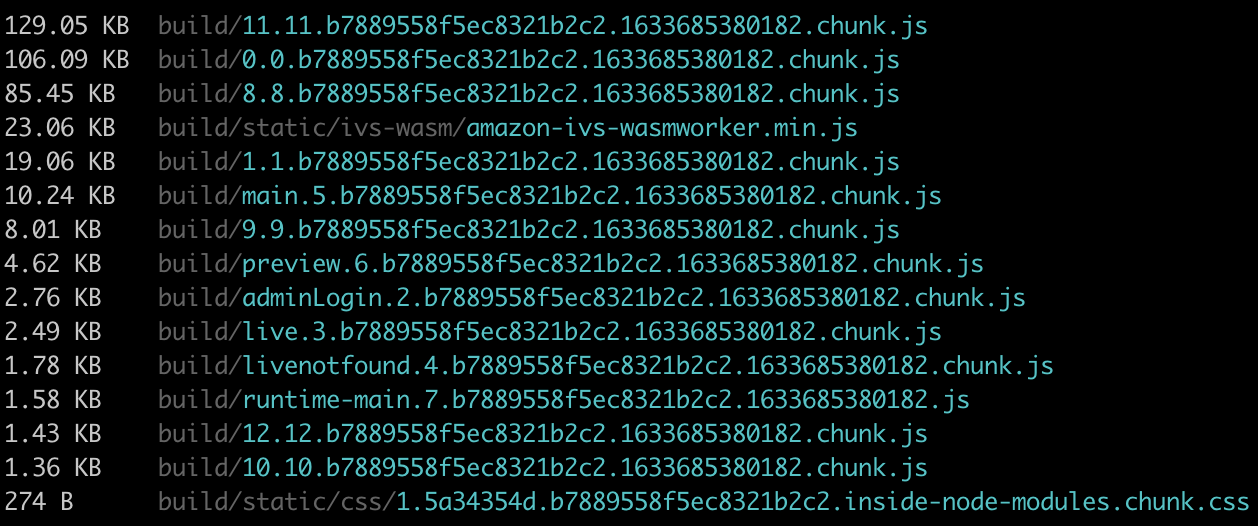 129.05 KB  build/11.11.b7889558f5ec8321b2c2.1633685380182.chunk.js
106.09 KB  build/0.0.b7889558f5ec8321b2c2.1633685380182.chunk.js
85.45 KB   build/8.8.b7889558f5ec8321b2c2.1633685380182.chunk.js
23.06 KB   build/static/ivs-wasm/amazon-ivs-wasmworker.min.js
19.06 KB   build/1.1.b7889558f5ec8321b2c2.1633685380182.chunk.js
10.24 KB   build/main.5.b7889558f5ec8321b2c2.1633685380182.chunk.js
8.01 KB    build/9.9.b7889558f5ec8321b2c2.1633685380182.chunk.js
4.62 KB    build/preview.6.b7889558f5ec8321b2c2.1633685380182.chunk.js
2.76 KB    build/adminLogin.2.b7889558f5ec8321b2c2.1633685380182.chunk.js
2.49 KB    build/live.3.b7889558f5ec8321b2c2.1633685380182.chunk.js
1.78 KB    build/livenotfound.4.b7889558f5ec8321b2c2.1633685380182.chunk.js
1.58 KB    build/runtime-main.7.b7889558f5ec8321b2c2.1633685380182.js
1.43 KB    build/12.12.b7889558f5ec8321b2c2.1633685380182.chunk.js
1.36 KB    build/10.10.b7889558f5ec8321b2c2.1633685380182.chunk.js
274 B      build/static/css/1.5a34354d.b7889558f5ec8321b2c2.inside-node-modules.chunk.css